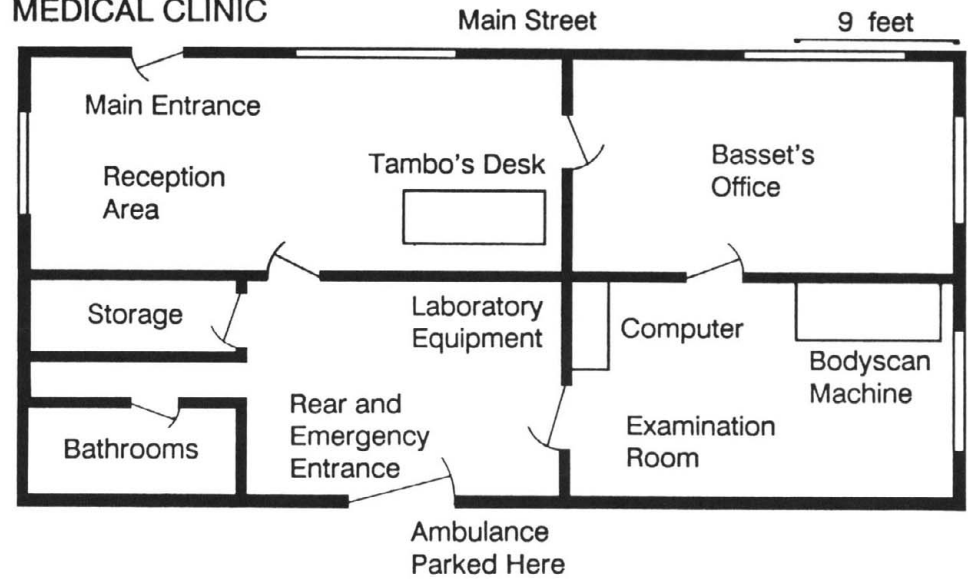 MEDICAL CLINIC
Main Street
9 feet
Main Entrance
Reception
Area
Tambo's Desk
Basset's
Office
Storage
Laboratory
Equipment
Computer
Bodyscan
Machine
Rear and
Emergency
Entrance
Bathrooms
Examination
Room
Ambulance
Parked Here